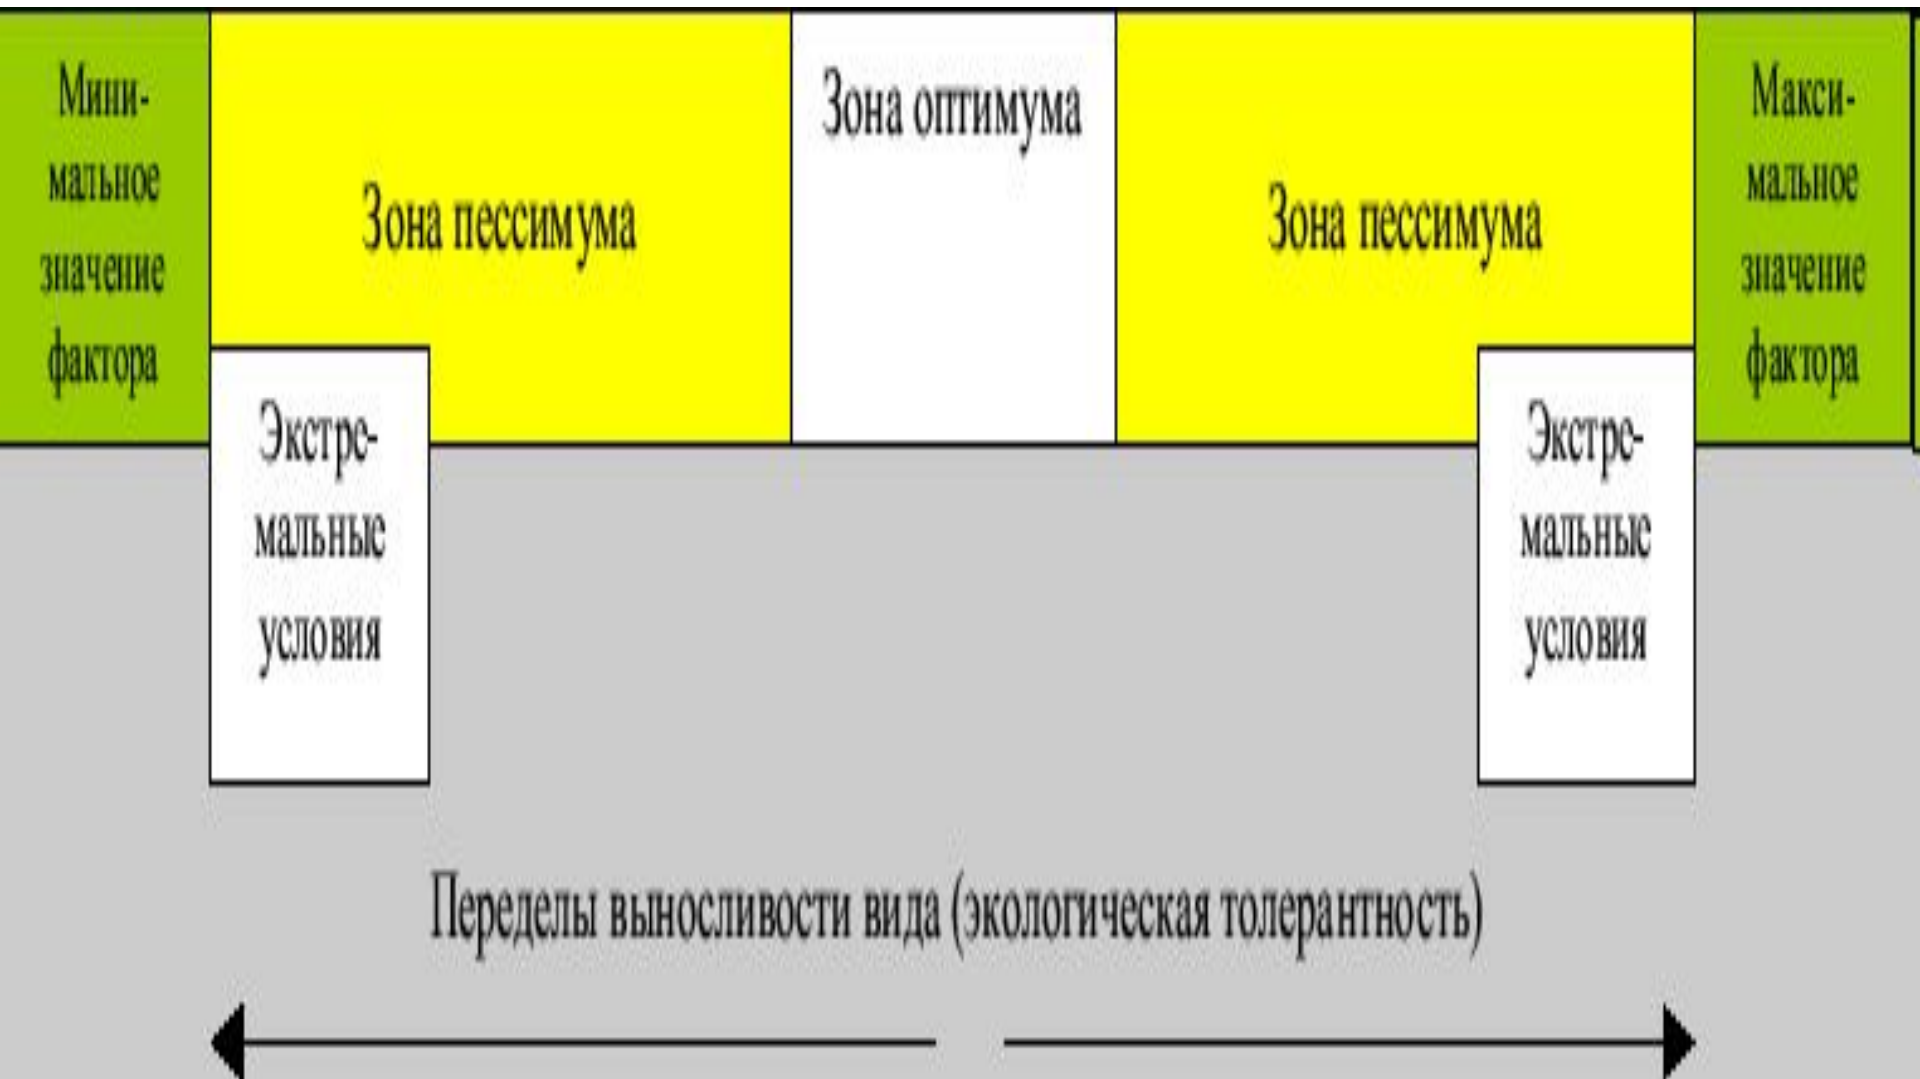 Мини-
мальное
значение
фактора
Зона пессимума
Экстре-
мальные
условия
Зона оптимума
Зона пессимума
Экстре-
мальные
условия
Макси-
мальное
значение
фактора
Переделы выносливости вида (экологическая толерантность)